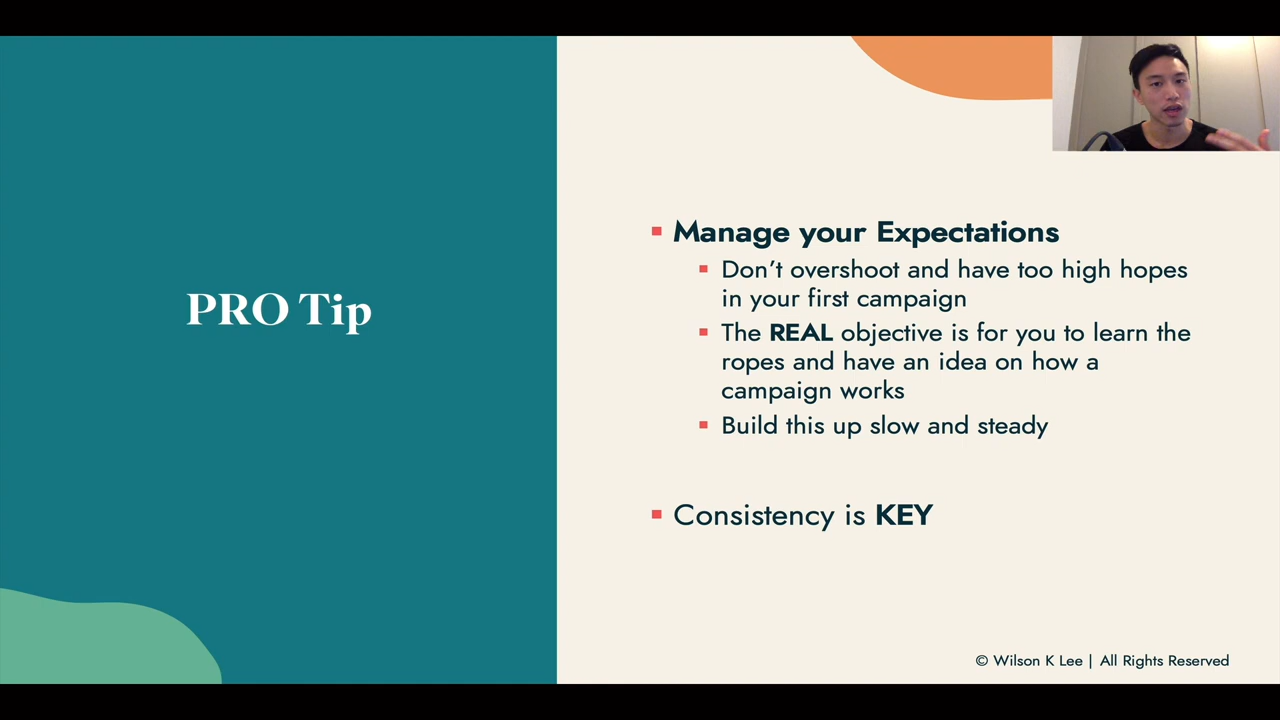 PRO Tip
Manage your Expectations
Don’t overshoot and have too high hopes
in your first campaign
The REAL objective is for you to learn the
ropes and have an idea on how a
campaign works
Build this up slow and steady
Consistency is KEY
© Wilson K Lee | All Rights Reserved